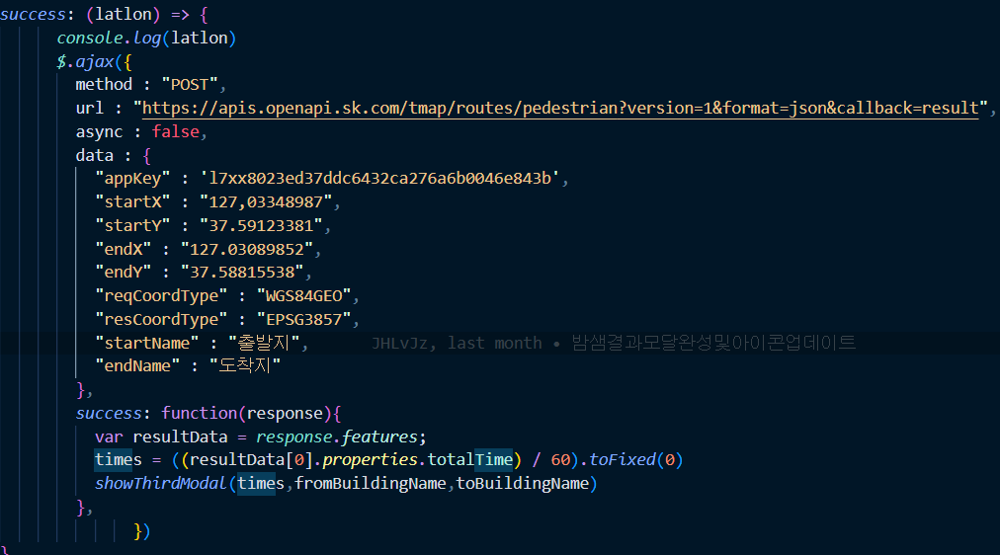 success: (latlon) => {
console.log(latlon)
$.ajax({
method : "POST",
url : "https://apis.openapi.sk.com/tmap/routes/pedestrian?version=1&format=json&callback=result",
async : false,
data : {
"appKey" : 'l7xx8023ed37ddc6432ca276a6b0046e843b',
"startX" : "127,03348987",
"startY" : "37.59123381",
"endX" : "127.03089852",
"endY" : "37.58815538",
"reqCoordType" : "WGS84GEO",
"resCoordType" : "EPSG3857",
"startName" : "출발지", JHLvJz, last month • 밤샘결과모달완성및아이콘업데이트
"endName" : "도착지"
},
success: function(response){
var resultData = response.features;
times = ((resultData[0].properties.totalTime) / 60).toFixed(0)
showThirdModal(times,fromBuildingName,toBuildingName)
},
})
}